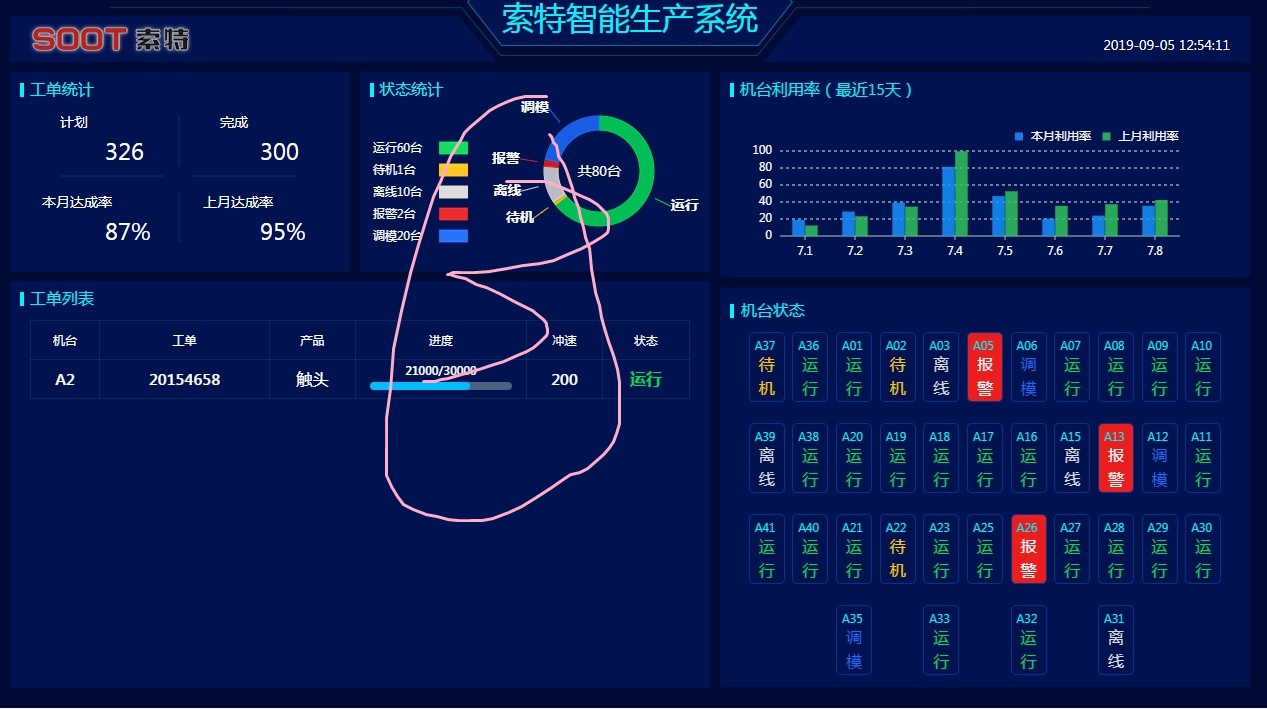 索特智能生产系统
SOOT 索特
2019-09-05 12:54:11
工单统计
计划
326
完成
300
本月达成率
87%
上月达成率
95%
状态统计
运行60台
待机1台
离线10台
报警2台
调模20台
调模
报警
离线
待机
共80台
运行
机台利用率（最近15天）
本月利用率 上月利用率
100
80
60
40
20
0
7.1 7.2 7.3 7.4 7.5 7.6 7.7 7.8
工单列表
机台 工单 产品 进度 冲速 状态
A2 20154658 触头 21000/30000 200 运行
机台状态
A37 A36 A01 A02 A03 A05 A06 A07 A08 A09 A10
待机 运行 运行 待机 离线 报警 调模 运行 运行 运行 运行
A39 A38 A20 A19 A18 A17 A16 A15 A13 A12 A11
离线 运行 运行 运行 运行 运行 运行 离线 报警 调模 运行
A41 A40 A21 A22 A23 A25 A26 A27 A28 A29 A30
运行 运行 运行 待机 运行 运行 报警 运行 运行 运行 运行
A35 A33 A32 A31
调模 运行 运行 离线